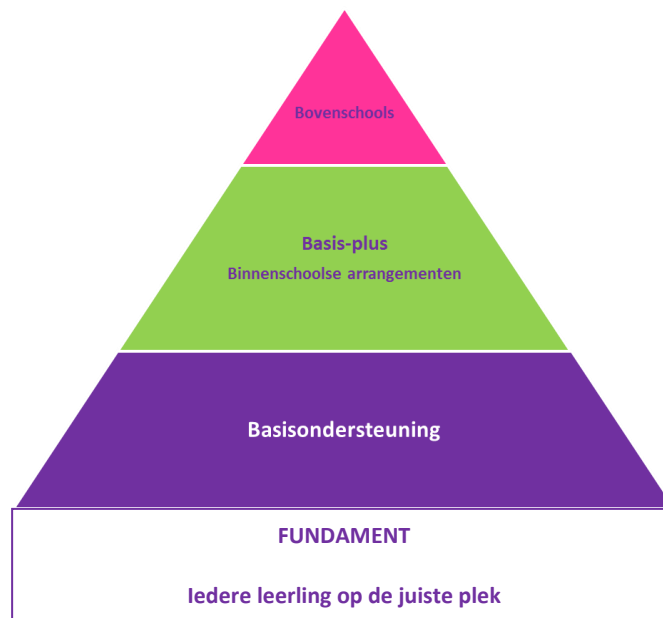 Bovenschools
Basis-plus
Binnenschoolse arrangementen
Basisondersteuning
FUNDAMENT
Iedere leerling op de juiste plek